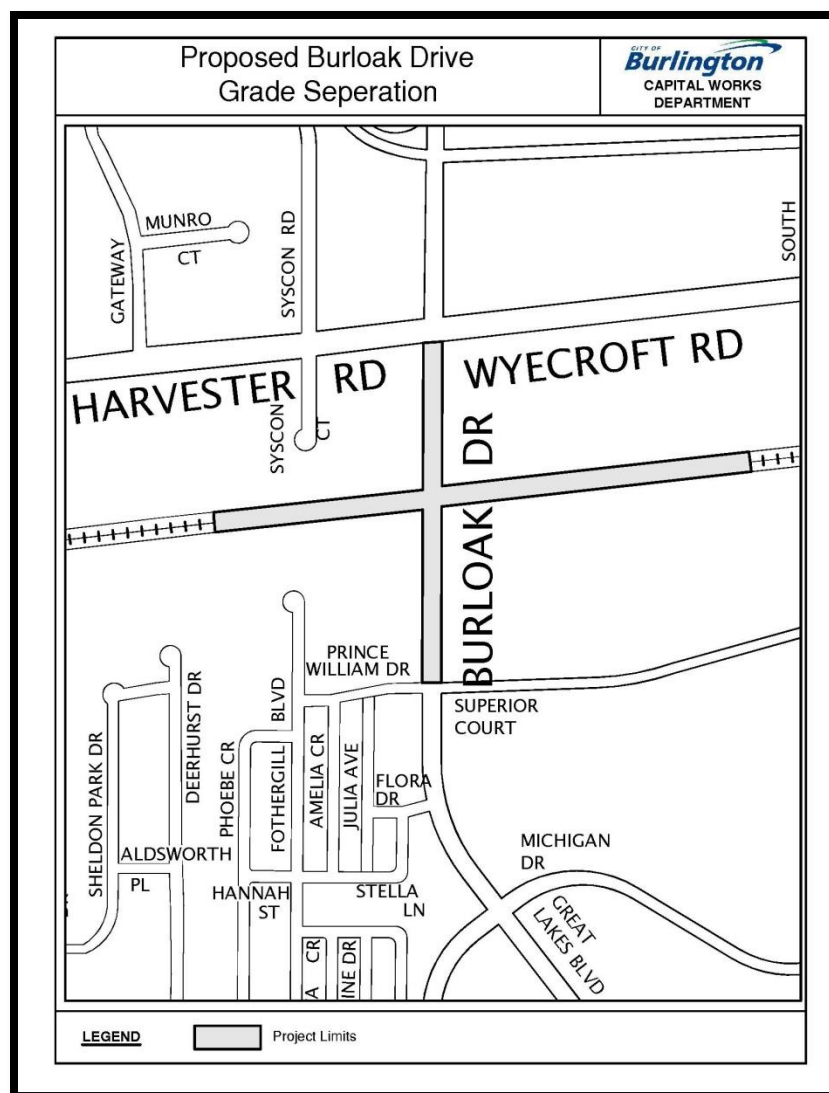 Proposed Burloak Drive
Grade Seperation
CITY OF
Burlington
CAPITAL WORKS
DEPARTMENT
MUNRO
CT
GATEWAY
SYSCON RD
SOUTH
HARVESTER RD
WYECROFT RD
SYSCON
CT
BURLOAK DR
PRINCE
WILLIAM DR
SUPERIOR
COURT
SHELDON PARK DR
DEERHURST DR
PHOEBE CR
FOTHERGILL BLVD
AMELIA CR
JULIA AVE
FLORA
DR
ALDSWORTH
PL
HANNAH
ST
STELLA
LN
MICHIGAN
DR
GREAT
LAKES BLVD
A CR
INE DR
LEGEND
Project Limits